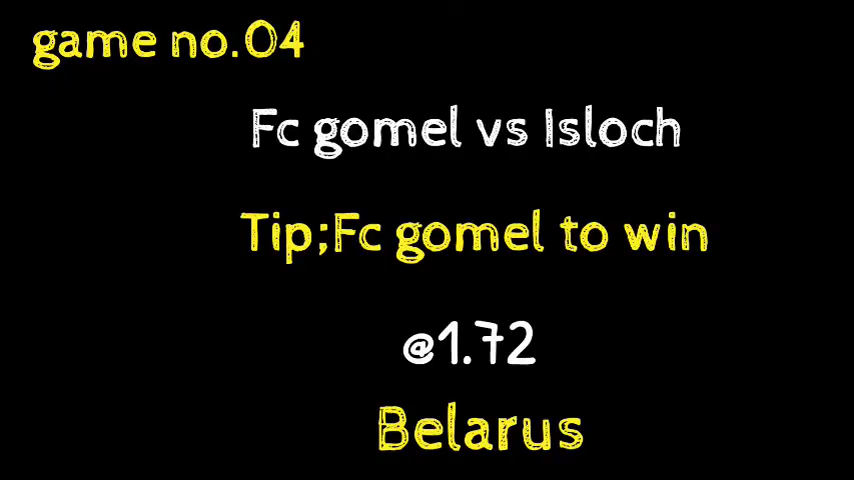 game no.04
Fc gomel vs Isloch
Tip;Fc gomel to win
@1.72
Belarus